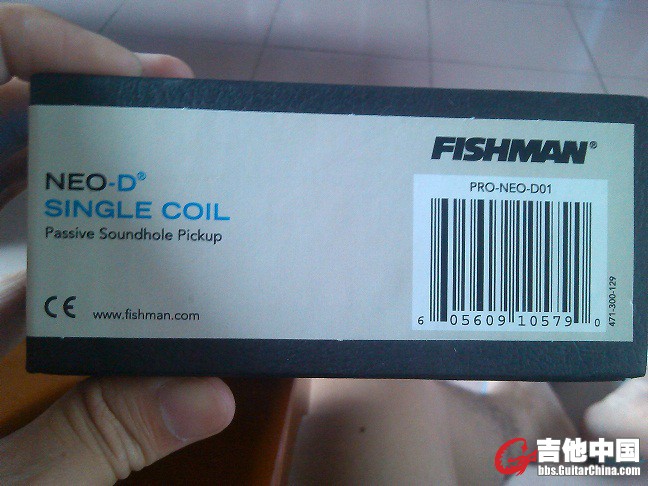 FISHMAN®
NEO-D®
SINGLE COIL
Passive Soundhole Pickup
CE www.fishman.com
PRO-NEO-D01
6 05609 10579 0
471-300-129
吉他中国
bbs.GuitarChina.com